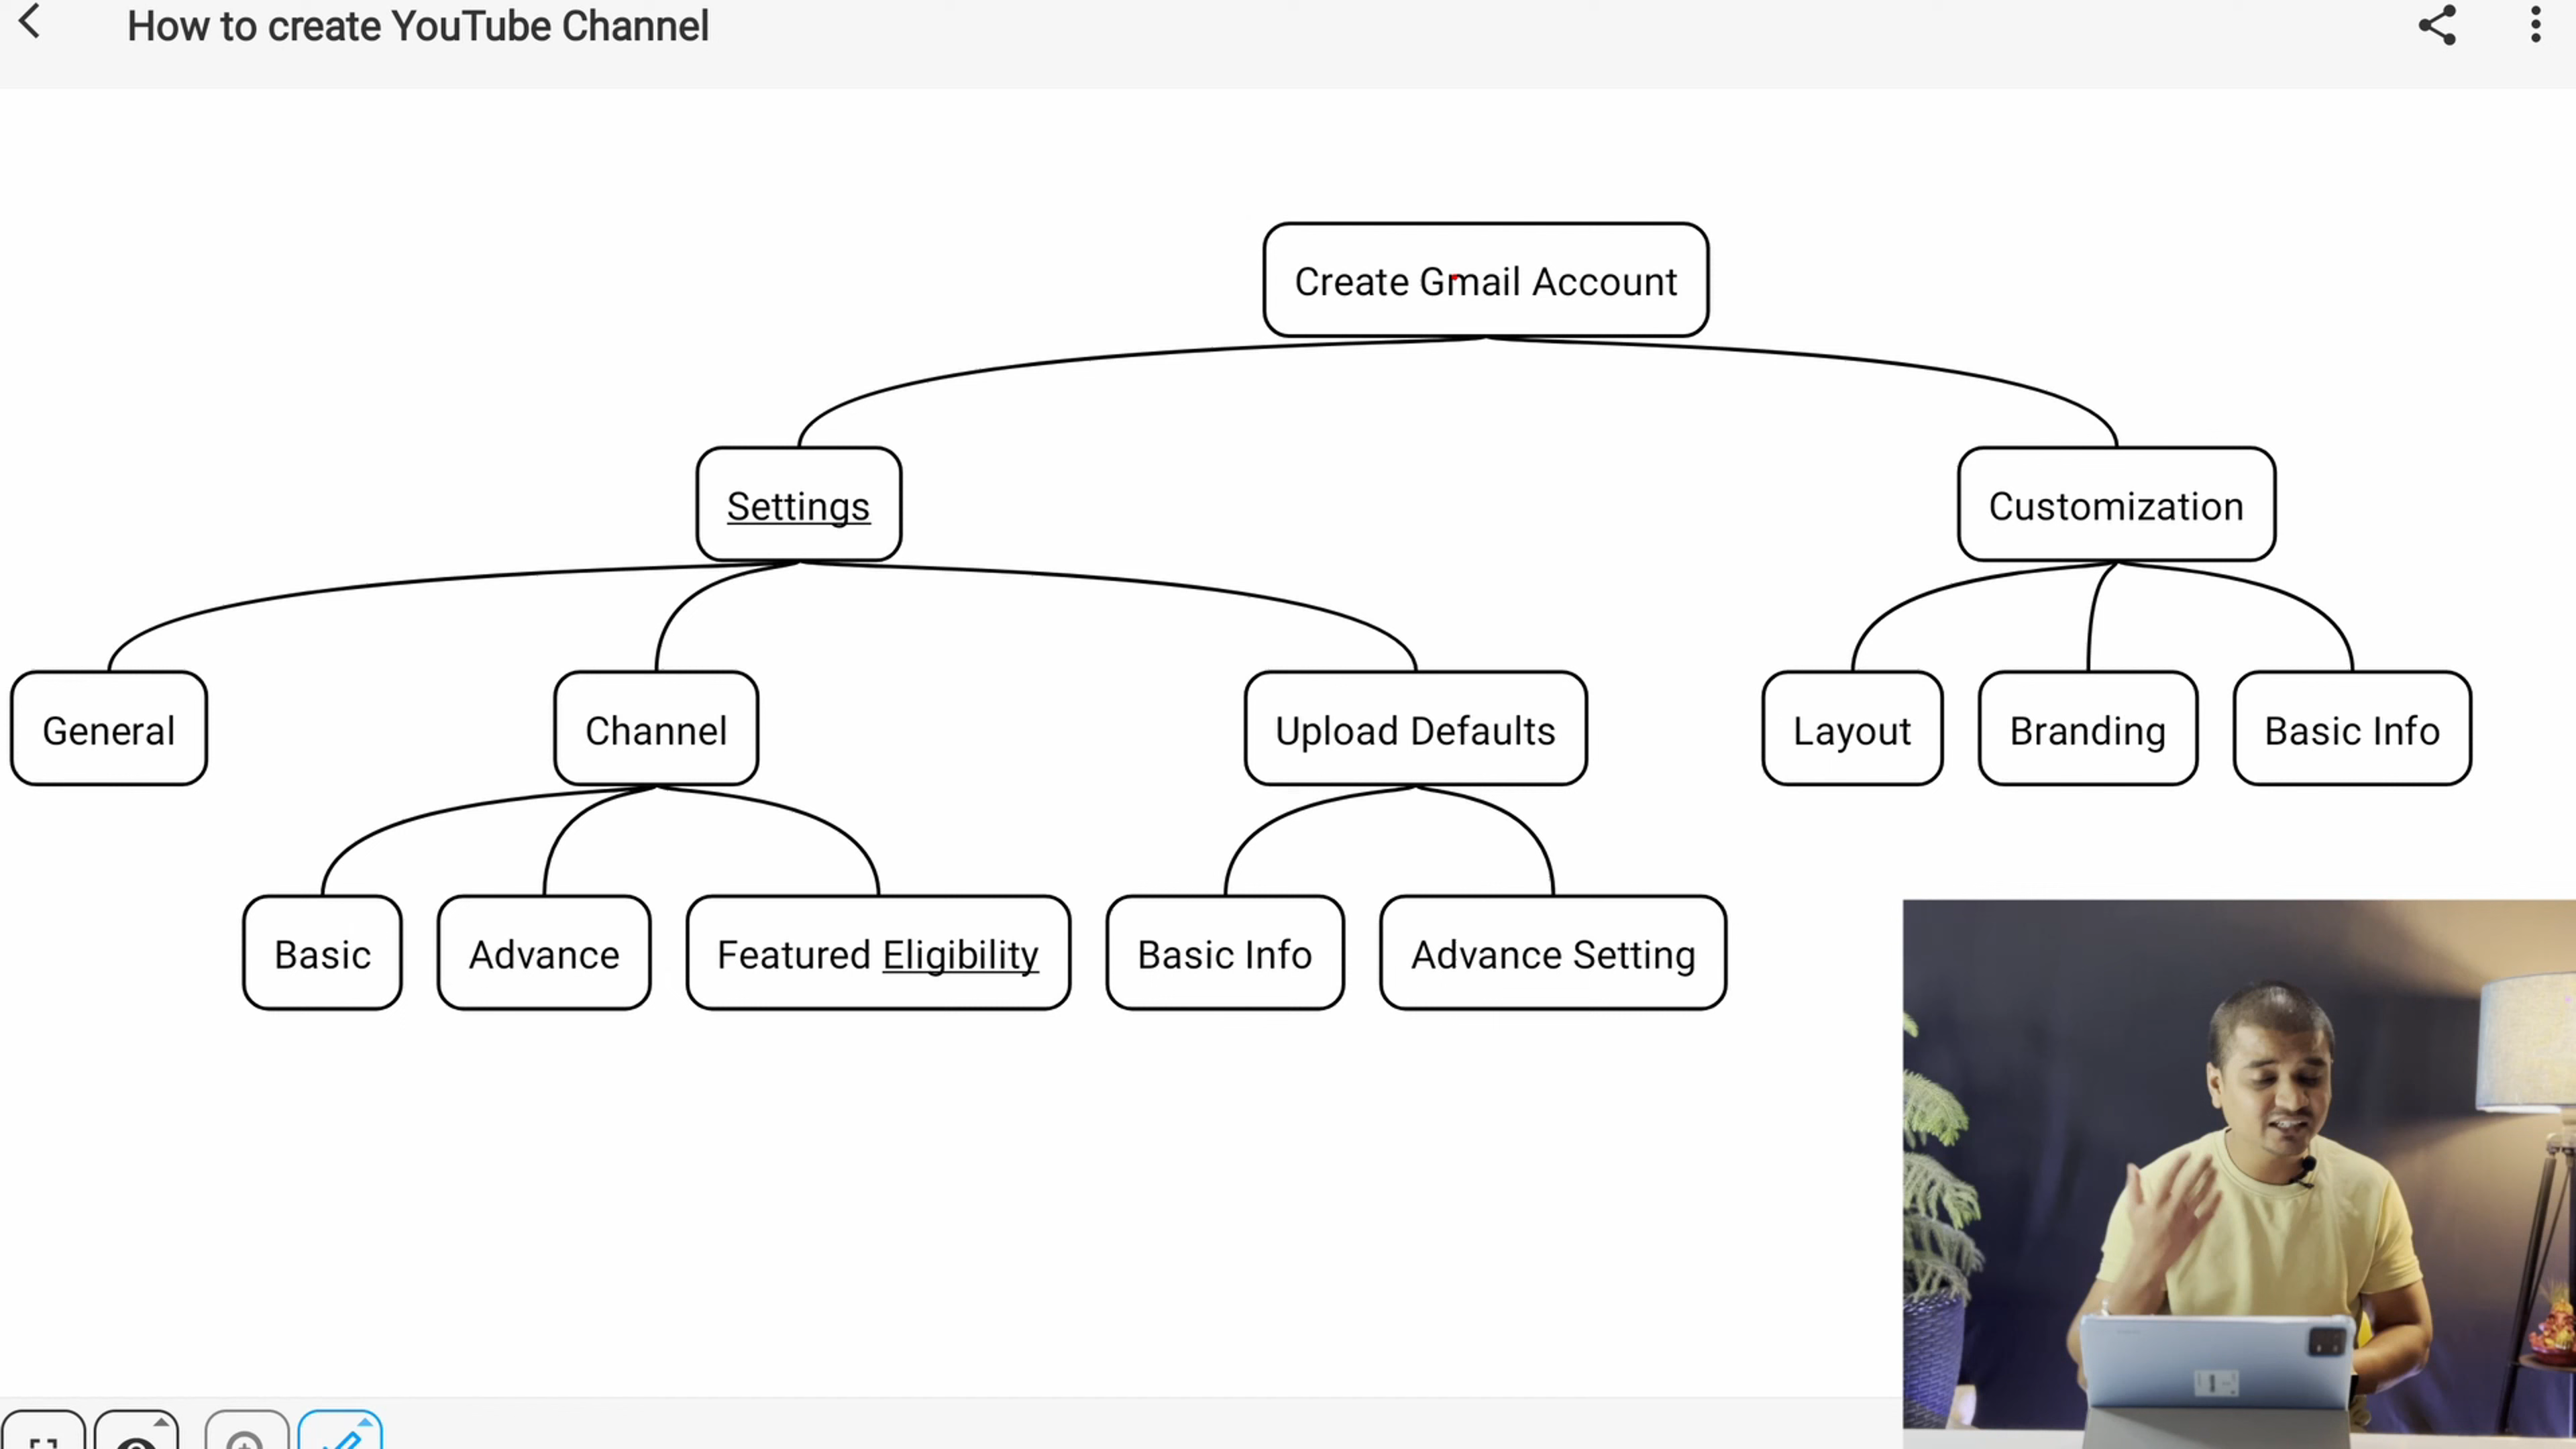 How to create YouTube Channel
Create Gmail Account
Settings
Customization
General
Channel
Upload Defaults
Layout
Branding
Basic Info
Basic
Advance
Featured Eligibility
Basic Info
Advance Setting